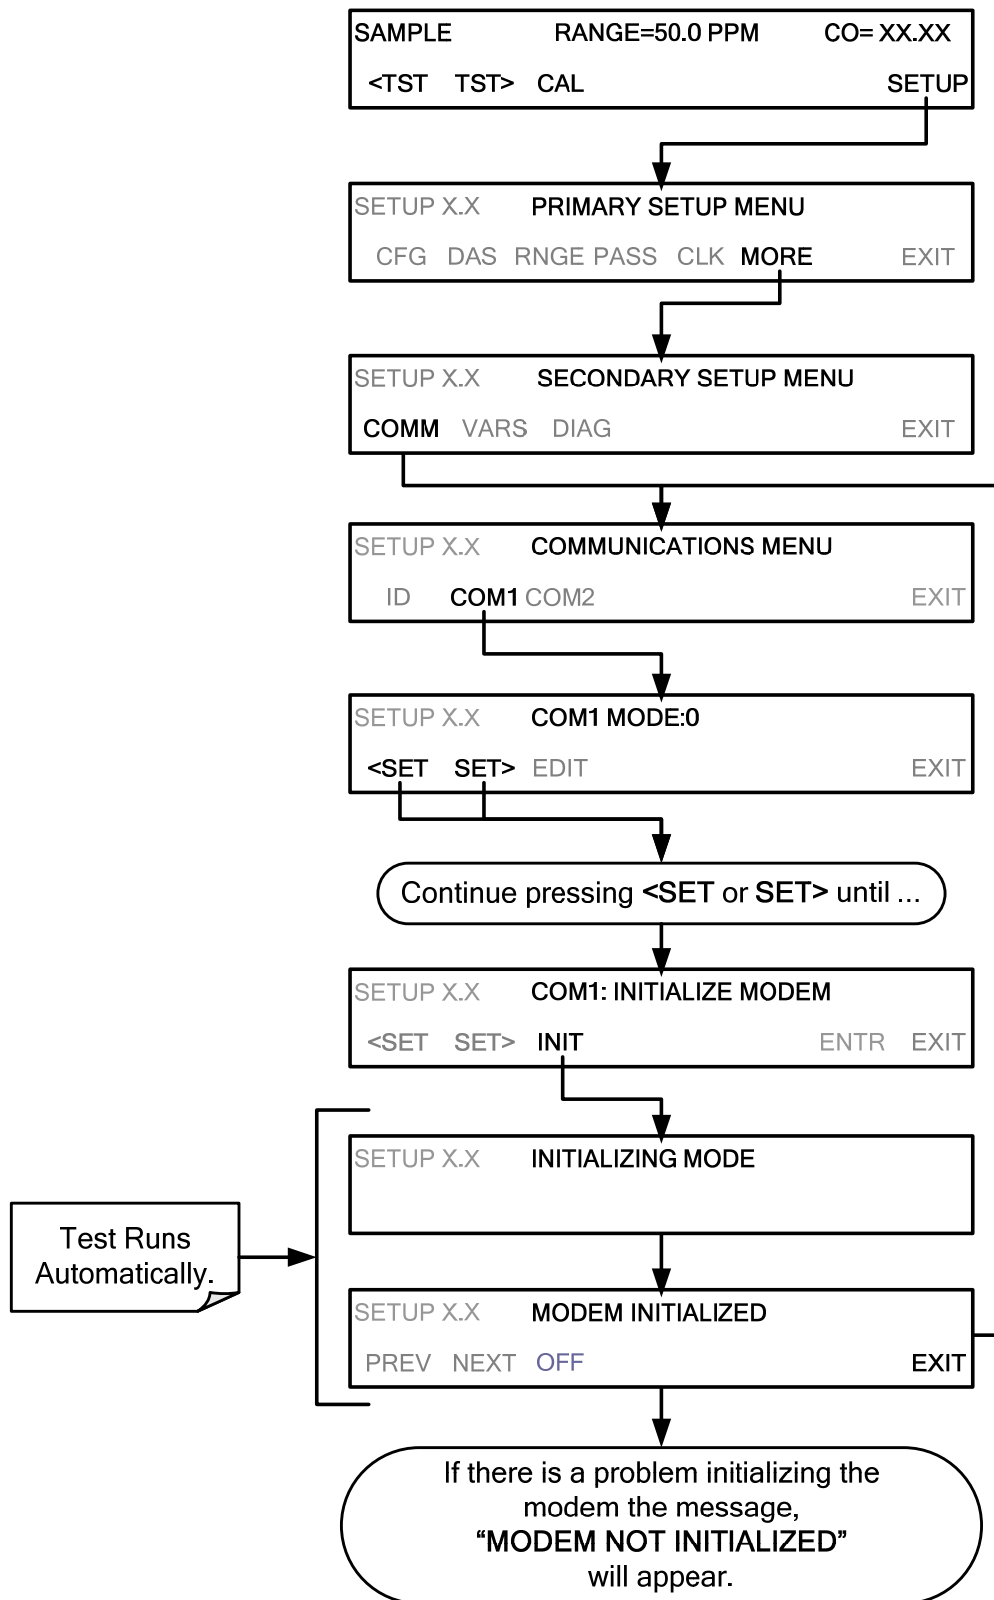 SAMPLE RANGE=50.0 PPM CO= XX.XX
<TST TST> CAL SETUP
SETUP X.X PRIMARY SETUP MENU
CFG DAS RNGE PASS CLK MORE EXIT
SETUP X.X SECONDARY SETUP MENU
COMM VARS DIAG EXIT
SETUP X.X COMMUNICATIONS MENU
ID COM1 COM2 EXIT
SETUP X.X COM1 MODE:0
<SET SET> EDIT EXIT
Continue pressing <SET or SET> until ...
SETUP X.X COM1: INITIALIZE MODEM
<SET SET> INIT ENTR EXIT
SETUP X.X INITIALIZING MODE
Test Runs
Automatically.
SETUP X.X MODEM INITIALIZED
PREV NEXT OFF EXIT
If there is a problem initializing the
modem the message,
“MODEM NOT INITIALIZED”
will appear.